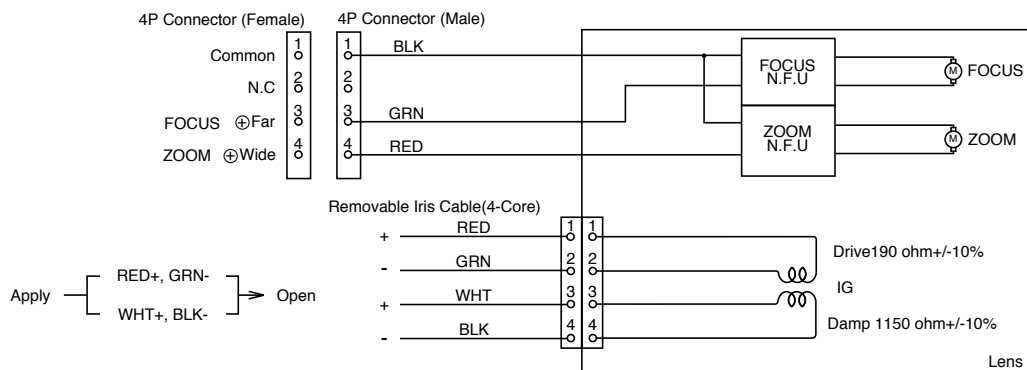 4P Connector (Female)
4P Connector (Male)
Common
1
1
BLK
N.C
2
2
FOCUS ⊕Far
3
3
GRN
ZOOM ⊕Wide
4
4
RED
FOCUS
N.F.U
M
FOCUS
ZOOM
N.F.U
M
ZOOM
Removable Iris Cable(4-Core)
+
RED
1
1
-
GRN
2
2
+
WHT
3
3
-
BLK
4
4
Drive190 ohm+/-10%
IG
Damp 1150 ohm+/-10%
Apply
RED+, GRN-
WHT+, BLK-
Open
Lens